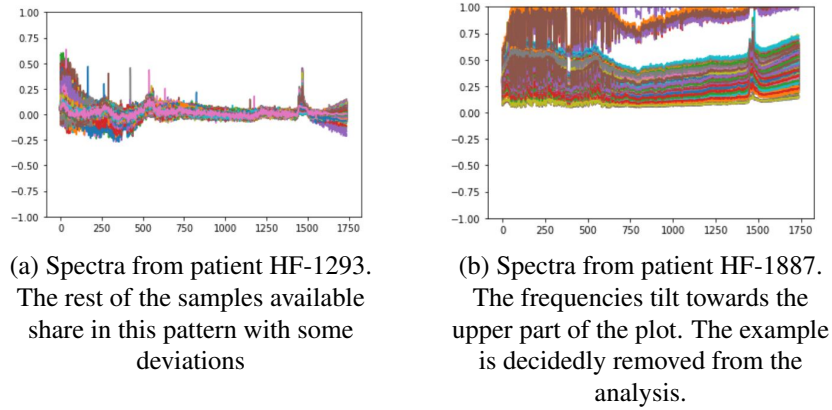 1.00
0.75
0.50
0.25
0.00
−0.25
−0.50
−0.75
−1.00
0 250 500 750 1000 1250 1500 1750
(a) Spectra from patient HF-1293.
The rest of the samples available
share in this pattern with some
deviations
1.00
0.75
0.50
0.25
0.00
−0.25
−0.50
−0.75
−1.00
0 250 500 750 1000 1250 1500 1750
(b) Spectra from patient HF-1887.
The frequencies tilt towards the
upper part of the plot. The example
is decidedly removed from the
analysis.